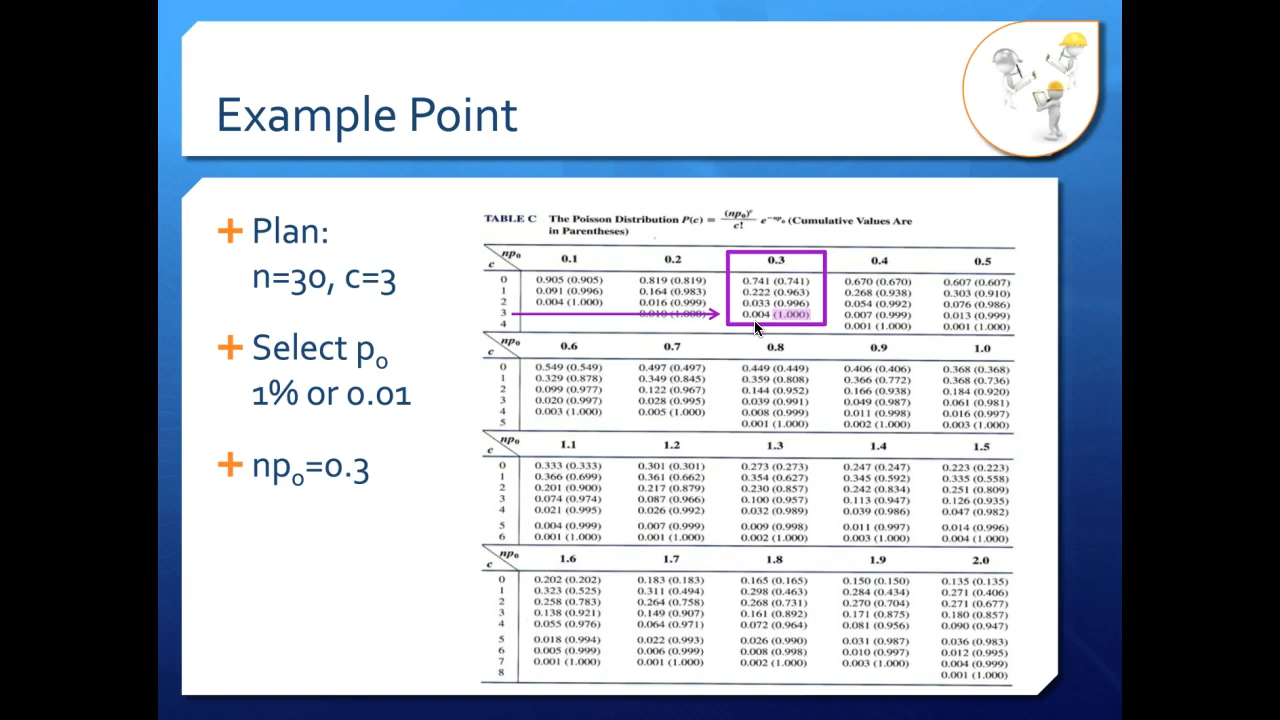 Example Point
Plan:
n=30, c=3
Select p₀
1% or 0.01
np₀=0.3
TABLE C The Poisson Distribution P(c) = (np₀)ᶜ / c! e⁻ⁿᵖ₀ (Cumulative Values Are
in Parentheses)
c np₀ 0.1 0.2 0.3 0.4 0.5
0 0.905 (0.905) 0.819 (0.819) 0.741 (0.741) 0.670 (0.670) 0.607 (0.607)
1 0.091 (0.996) 0.164 (0.983) 0.222 (0.963) 0.268 (0.938) 0.303 (0.910)
2 0.004 (1.000) 0.016 (0.999) 0.033 (0.996) 0.054 (0.992) 0.076 (0.986)
3 0.010 (1.000) 0.004 (1.000) 0.007 (0.999) 0.013 (0.999)
4 0.001 (1.000) 0.001 (1.000)
c np₀ 0.6 0.7 0.8 0.9 1.0
0 0.549 (0.549) 0.497 (0.497) 0.449 (0.449) 0.406 (0.406) 0.368 (0.368)
1 0.329 (0.878) 0.349 (0.845) 0.359 (0.808) 0.366 (0.772) 0.368 (0.736)
2 0.099 (0.977) 0.122 (0.967) 0.144 (0.952) 0.166 (0.938) 0.184 (0.920)
3 0.020 (0.997) 0.028 (0.995) 0.039 (0.991) 0.049 (0.987) 0.061 (0.981)
4 0.003 (1.000) 0.005 (1.000) 0.008 (0.999) 0.011 (0.998) 0.016 (0.997)
5 0.001 (1.000) 0.002 (1.000) 0.003 (1.000)
c np₀ 1.1 1.2 1.3 1.4 1.5
0 0.333 (0.333) 0.301 (0.301) 0.273 (0.273) 0.247 (0.247) 0.223 (0.223)
1 0.366 (0.699) 0.361 (0.662) 0.354 (0.627) 0.345 (0.592) 0.335 (0.558)
2 0.201 (0.900) 0.217 (0.879) 0.230 (0.857) 0.242 (0.834) 0.251 (0.809)
3 0.074 (0.974) 0.087 (0.966) 0.100 (0.957) 0.113 (0.947) 0.126 (0.935)
4 0.021 (0.995) 0.026 (0.992) 0.032 (0.989) 0.039 (0.986) 0.047 (0.982)
5 0.004 (0.999) 0.007 (0.999) 0.009 (0.998) 0.011 (0.997) 0.014 (0.996)
6 0.001 (1.000) 0.001 (1.000) 0.002 (1.000) 0.003 (1.000) 0.004 (1.000)
c np₀ 1.6 1.7 1.8 1.9 2.0
0 0.202 (0.202) 0.183 (0.183) 0.165 (0.165) 0.150 (0.150) 0.135 (0.135)
1 0.323 (0.525) 0.311 (0.494) 0.298 (0.463) 0.284 (0.434) 0.271 (0.406)
2 0.258 (0.783) 0.264 (0.758) 0.268 (0.731) 0.270 (0.704) 0.271 (0.677)
3 0.138 (0.921) 0.149 (0.907) 0.161 (0.892) 0.171 (0.875) 0.180 (0.857)
4 0.055 (0.976) 0.064 (0.971) 0.072 (0.964) 0.081 (0.956) 0.090 (0.947)
5 0.018 (0.994) 0.022 (0.993) 0.026 (0.990) 0.031 (0.987) 0.036 (0.983)
6 0.005 (0.999) 0.006 (0.999) 0.008 (0.998) 0.010 (0.997) 0.012 (0.995)
7 0.001 (1.000) 0.001 (1.000) 0.002 (1.000) 0.003 (1.000) 0.004 (0.999)
8 0.001 (1.000)